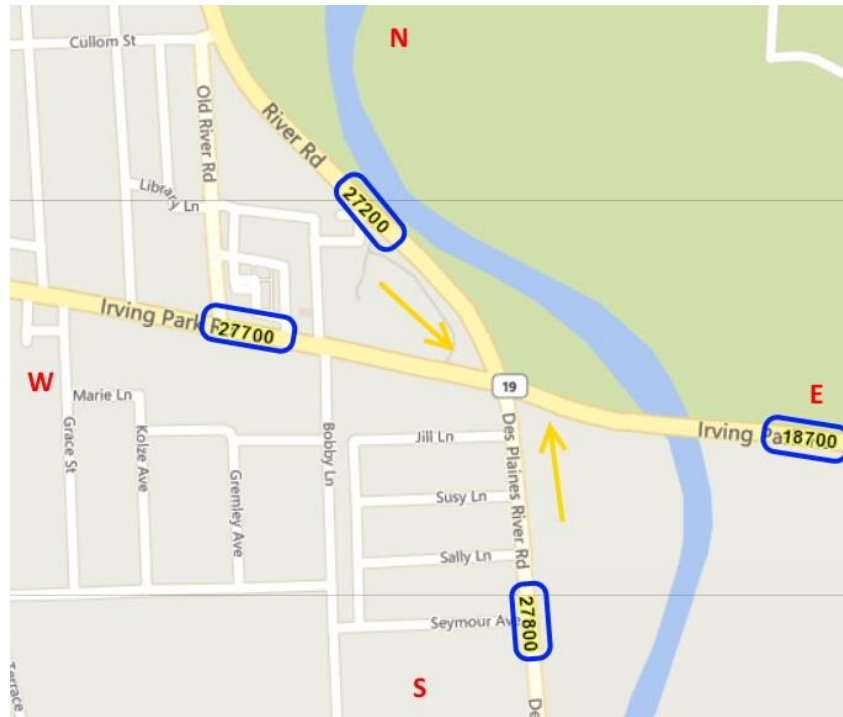 N
Cullom St
Old River Rd
River Rd
Library Ln
27200
Irving Park R
27700
19
W
E
Marie Ln
Irving Pa
18700
Grace St
Kolze Ave
Gremley Ave
Bobby Ln
Jill Ln
Des Plaines River Rd
Susy Ln
Sally Ln
Seymour Ave
27800
S
Terrace
De